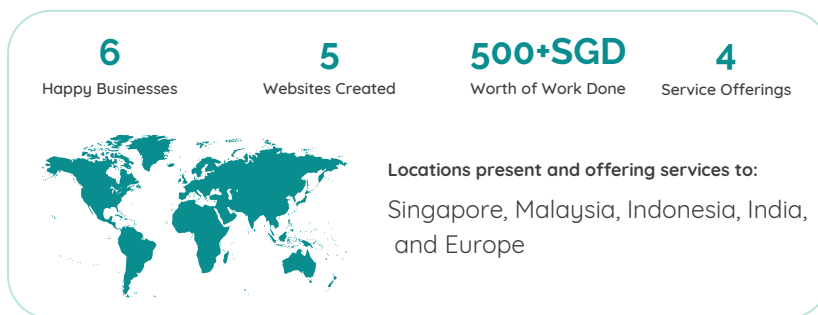 6
Happy Businesses
5
Websites Created
500+SGD
Worth of Work Done
4
Service Offerings
Locations present and offering services to:
Singapore, Malaysia, Indonesia, India,
and Europe